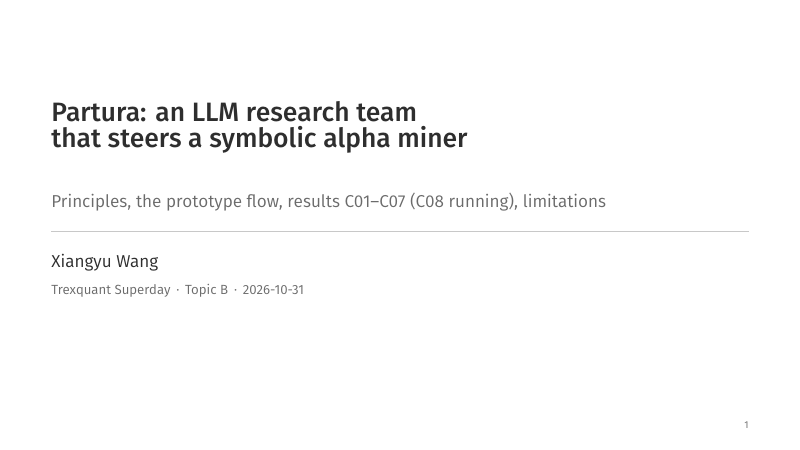 Partura: an LLM research team
that steers a symbolic alpha miner
Principles, the prototype flow, results C01–C07 (C08 running), limitations
Xiangyu Wang
Trexquant Superday · Topic B · 2026-10-31
1